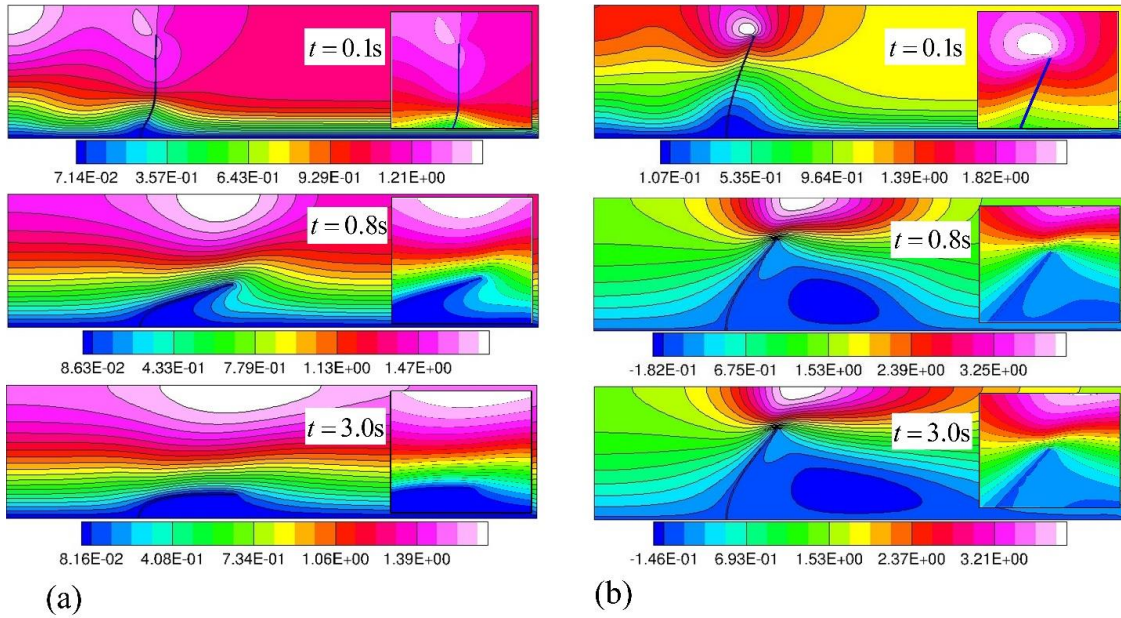 t = 0.1s
7.14E-02 3.57E-01 6.43E-01 9.29E-01 1.21E+00
t = 0.8s
8.63E-02 4.33E-01 7.79E-01 1.13E+00 1.47E+00
t = 3.0s
8.16E-02 4.08E-01 7.34E-01 1.06E+00 1.39E+00
(a)
t = 0.1s
1.07E-01 5.35E-01 9.64E-01 1.39E+00 1.82E+00
t = 0.8s
-1.82E-01 6.75E-01 1.53E+00 2.39E+00 3.25E+00
t = 3.0s
-1.46E-01 6.93E-01 1.53E+00 2.37E+00 3.21E+00
(b)